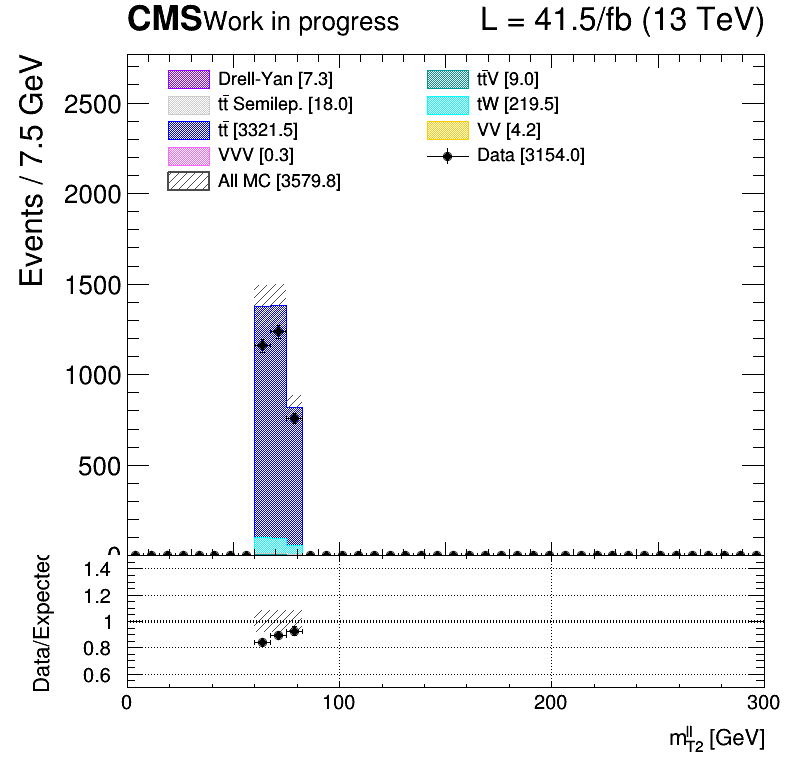 CMS Work in progress L = 41.5/fb (13 TeV)
Events / 7.5 GeV
2500
2000
1500
1000
500
0
Drell-Yan [7.3]
tt̄ Semilep. [18.0]
tt̄ [3321.5]
VVV [0.3]
All MC [3579.8]
tt̄V [9.0]
tW [219.5]
VV [4.2]
Data [3154.0]
Data/Expected
1.4
1.2
1
0.8
0.6
0 100 200 300
m^{ll}_{T2} [GeV]